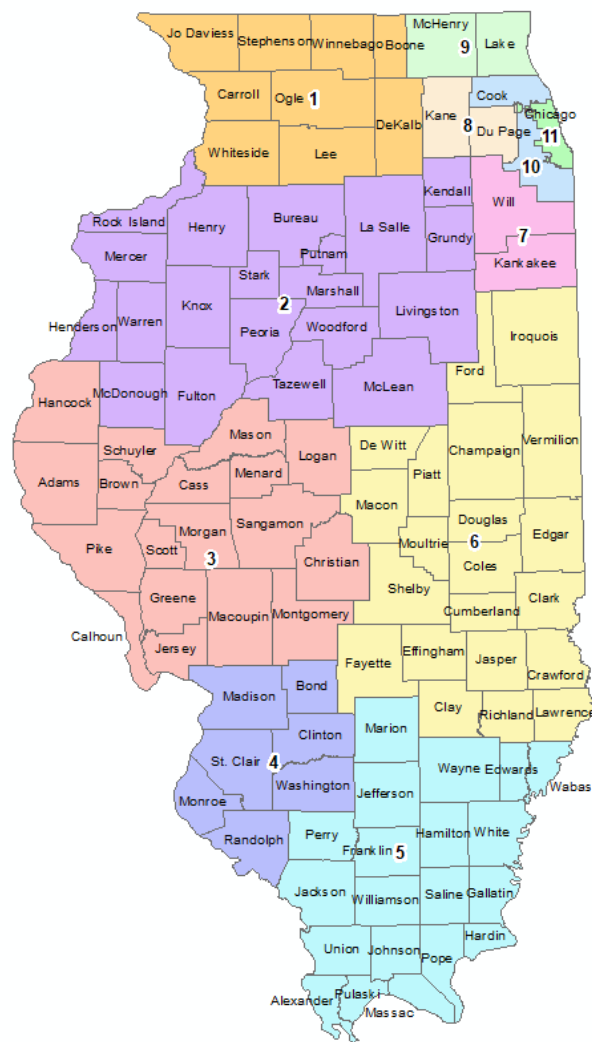 Jo Daviess
Stephenson
Winnebago
Boone
McHenry
9
Lake
Carroll
Ogle
1
DeKalb
Cook
De
Chicago
Kane
8
Du Page
11
10
Whiteside
Lee
Kendall
Will
Rock Island
Henry
Bureau
La Salle
Grundy
7
Mercer
Putnam
Kankakee
Stark
Marshall
Henderson
Warren
Knox
2
Peoria
Woodford
Livingston
Iroquois
Ford
Hancock
McDonough
Fulton
Tazewell
McLean
Mason
Logan
De Witt
Champaign
Vermilion
Schuyler
Adams
Brown
Cass
Menard
Piatt
Macon
Pike
Morgan
Sangamon
Douglas
Edgar
Scott
3
Christian
Moultrie
6
Coles
Greene
Shelby
Clark
Macoupin
Montgomery
Cumberland
Calhoun
Jersey
Fayette
Effingham
Jasper
Crawford
Madison
Bond
Clay
Richland
Lawrence
Clinton
Marion
St. Clair
4
Wayne
Edwards
Wabas
Washington
Jefferson
Monroe
Randolph
Perry
Franklin
5
Hamilton
White
Jackson
Williamson
Saline
Gallatin
Union
Johnson
Pope
Hardin
Alexander
Pulaski
Massac